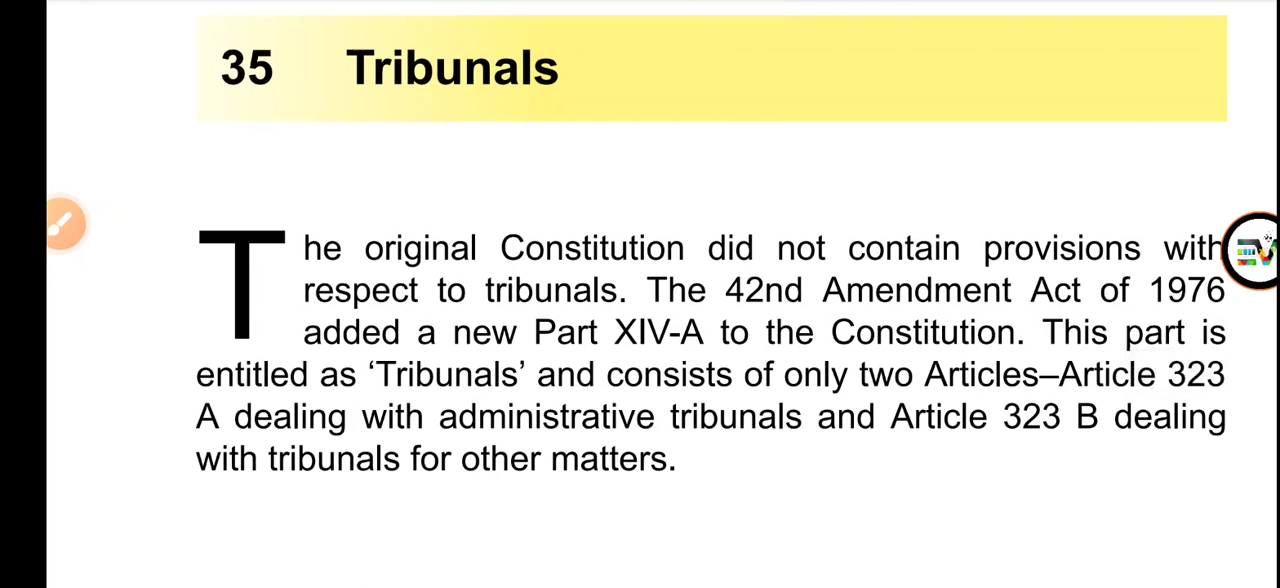 35 Tribunals
The original Constitution did not contain provisions with
respect to tribunals. The 42nd Amendment Act of 1976
added a new Part XIV-A to the Constitution. This part is
entitled as ‘Tribunals’ and consists of only two Articles–Article 323
A dealing with administrative tribunals and Article 323 B dealing
with tribunals for other matters.
EV